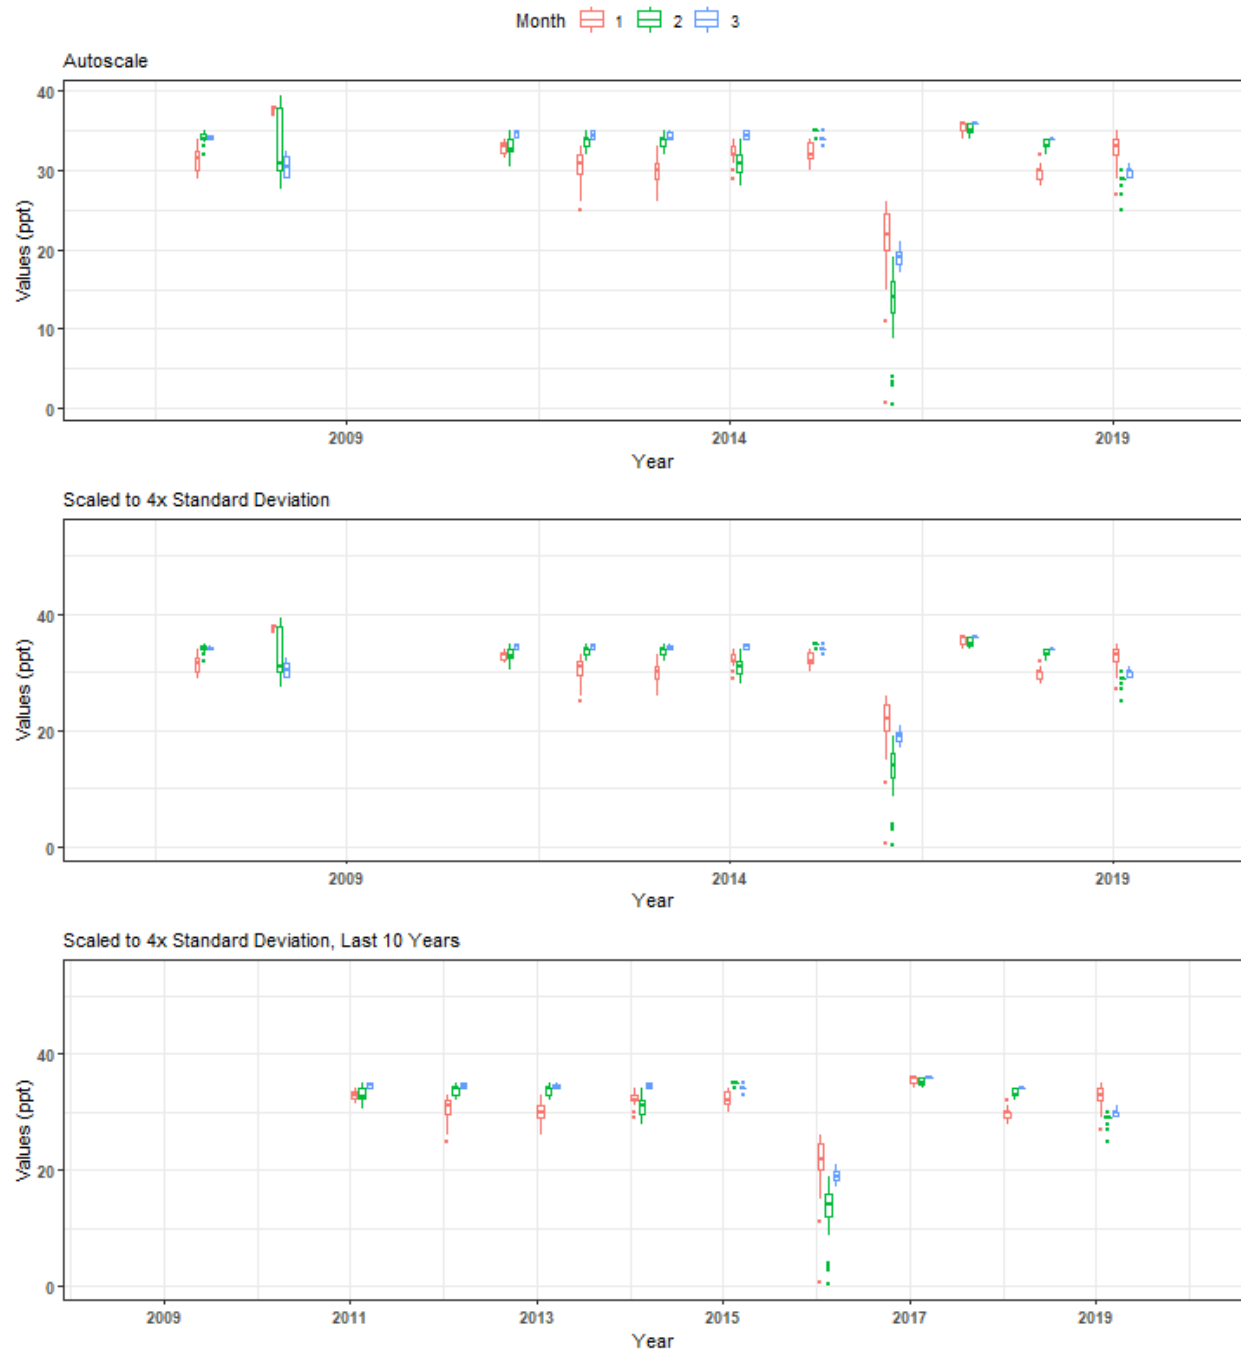 Month 1 2 3
Autoscale
40
30
20
10
0
Values (ppt)
2009 2014 2019
Year
Scaled to 4x Standard Deviation
40
20
0
Values (ppt)
2009 2014 2019
Year
Scaled to 4x Standard Deviation, Last 10 Years
40
20
0
Values (ppt)
2009 2011 2013 2015 2017 2019
Year